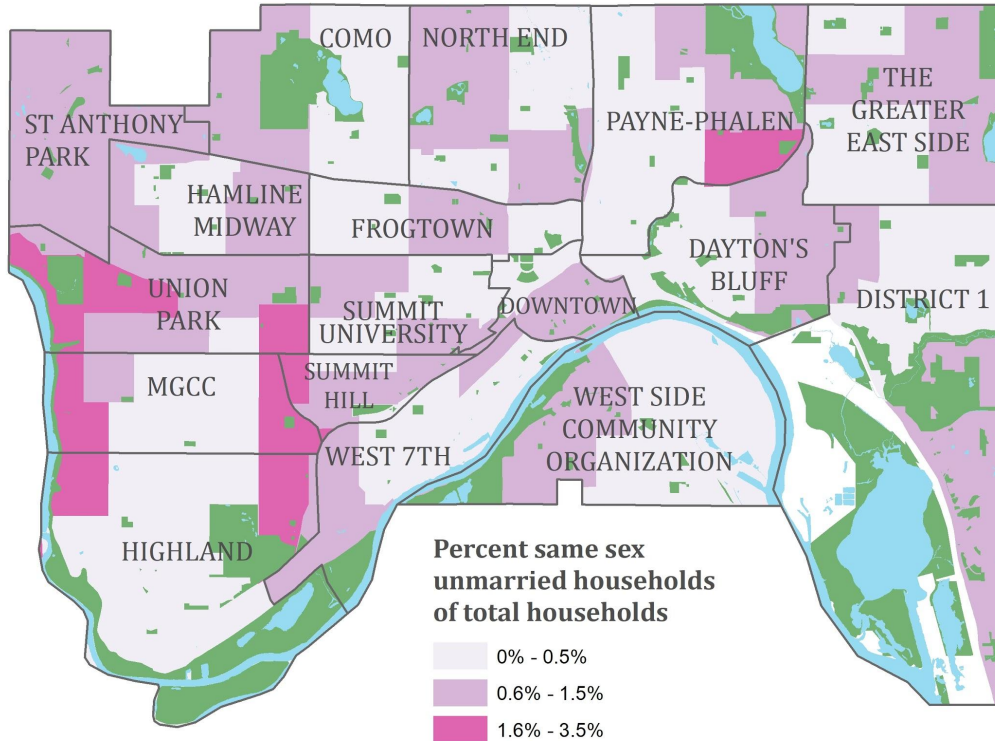 COMO
NORTH END
THE
GREATER
EAST SIDE
ST ANTHONY
PARK
PAYNE-PHALEN
HAMLINE
MIDWAY
FROGTOWN
DAYTON'S
BLUFF
UNION
PARK
SUMMIT
UNIVERSITY
DOWNTOWN
DISTRICT 1
MGCC
SUMMIT
HILL
WEST SIDE
COMMUNITY
ORGANIZATION
WEST 7TH
HIGHLAND
Percent same sex
unmarried households
of total households
0% - 0.5%
0.6% - 1.5%
1.6% - 3.5%